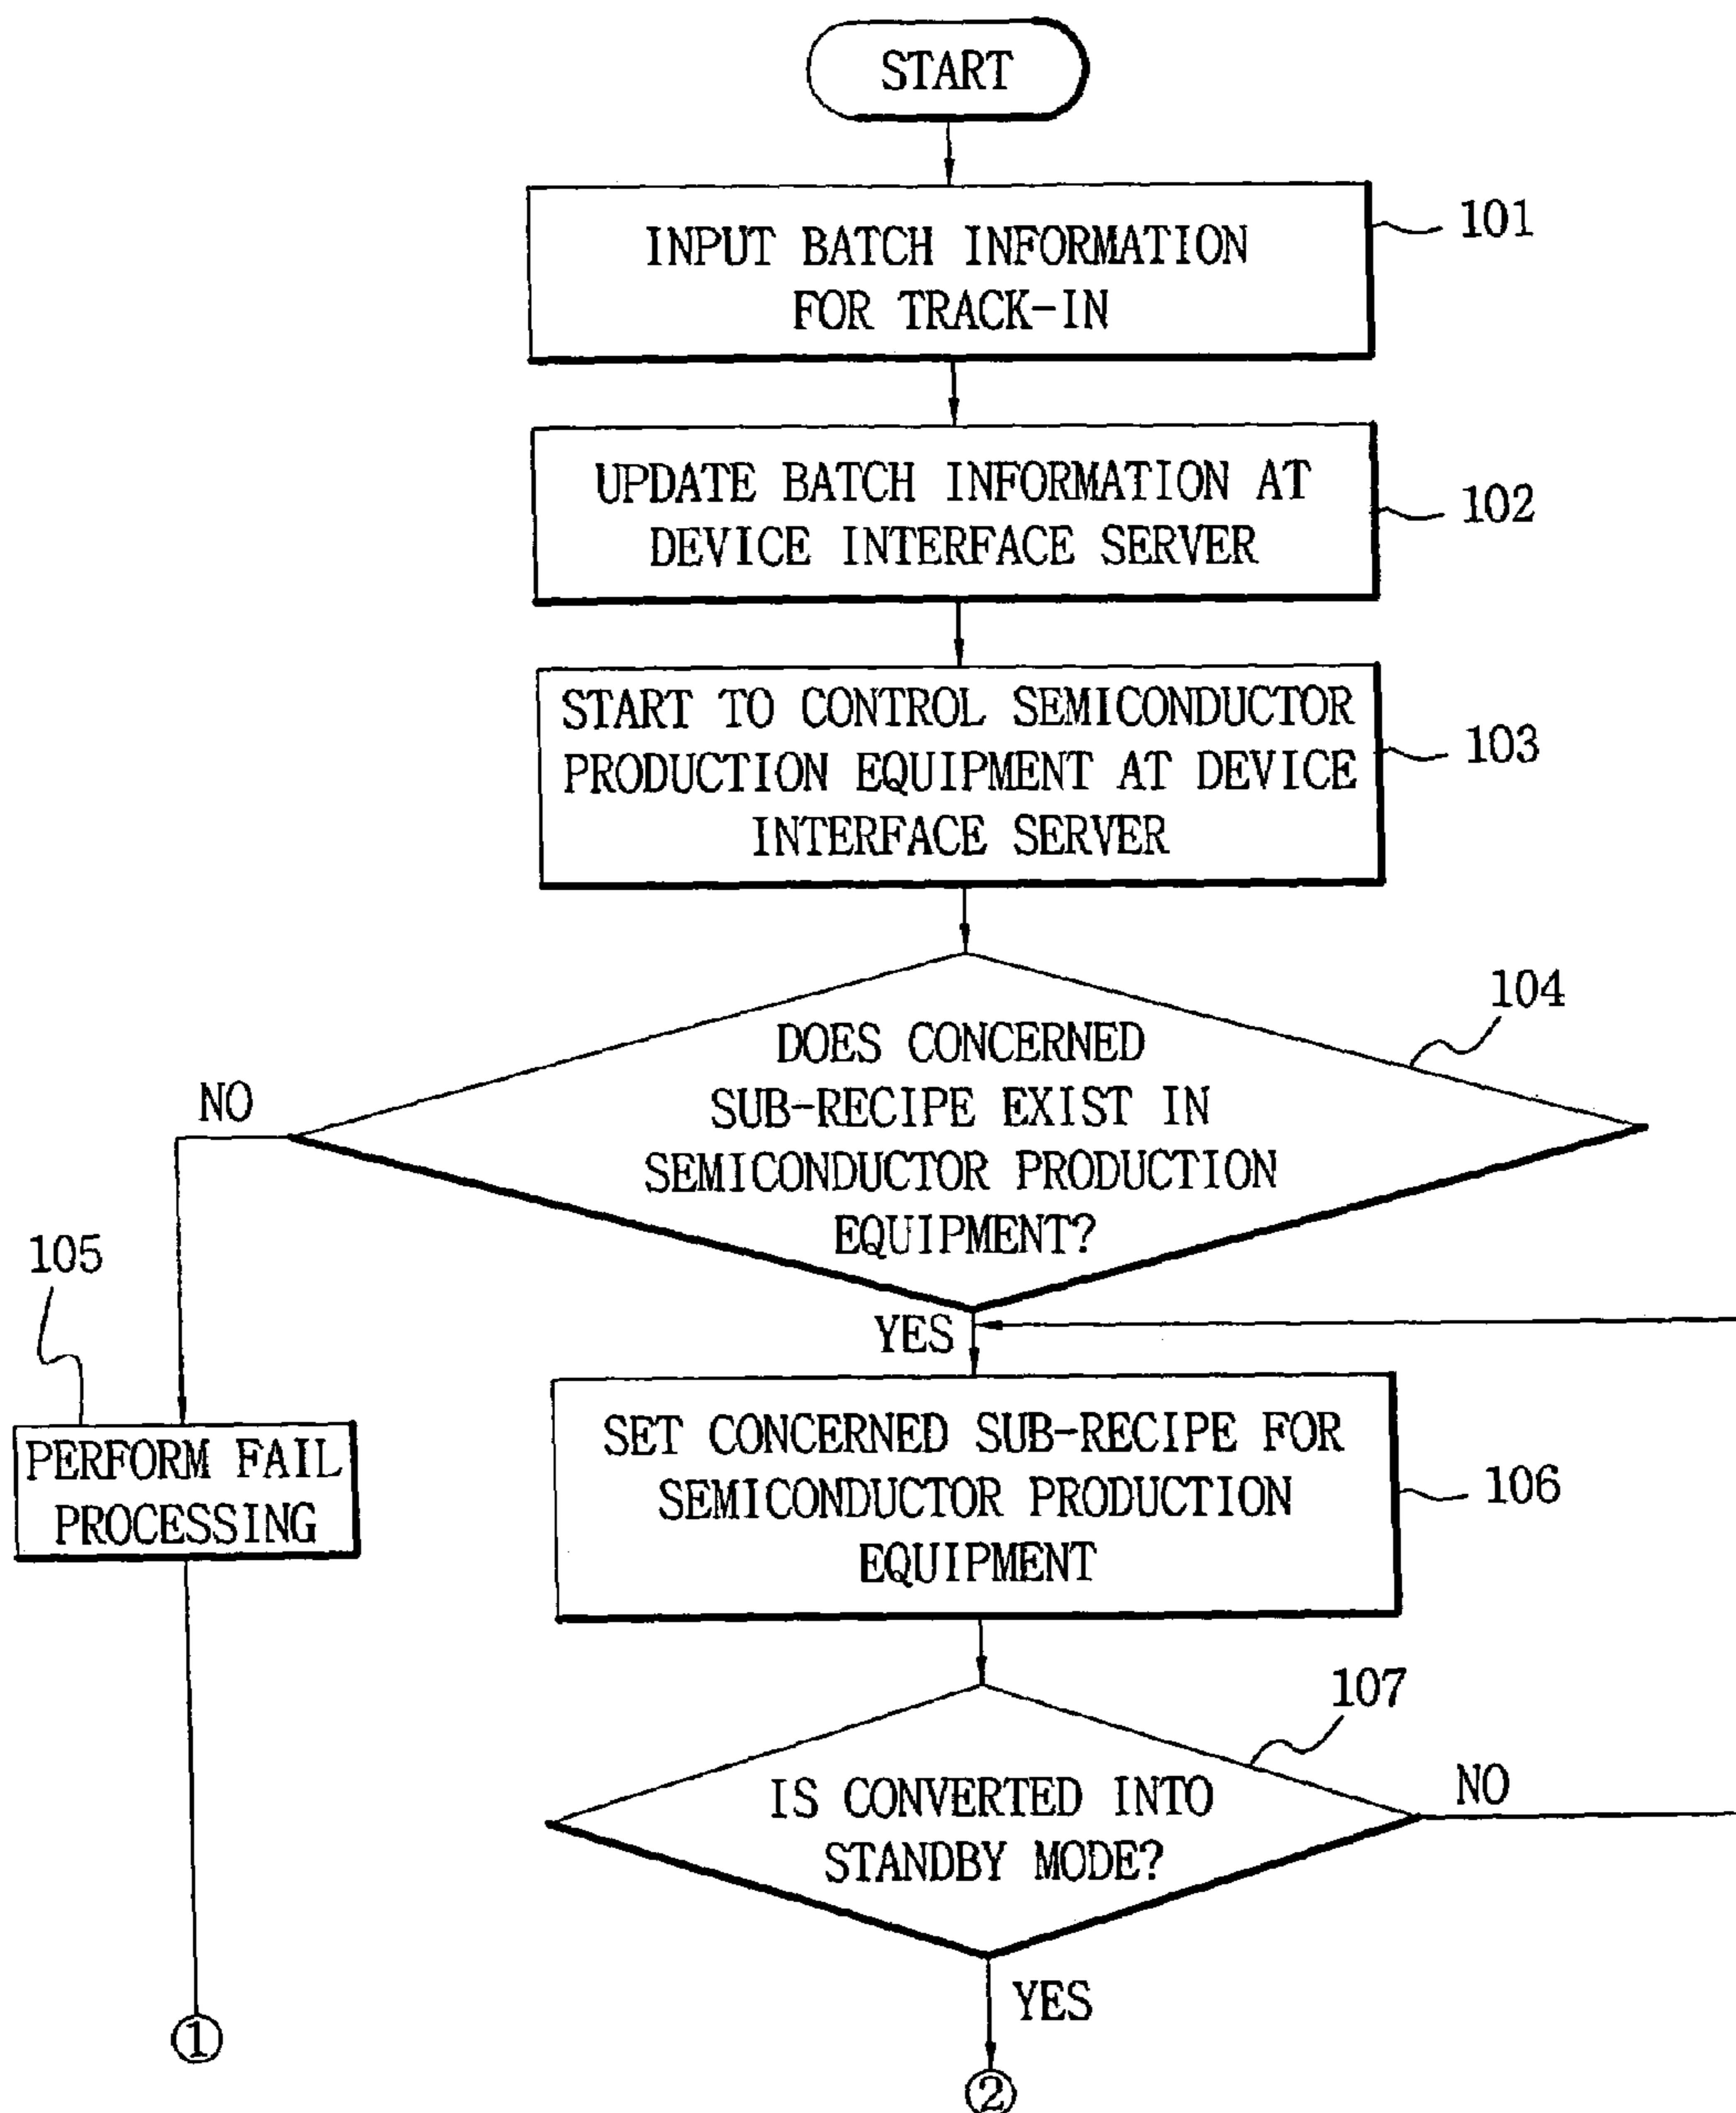 START
INPUT BATCH INFORMATION
FOR TRACK-IN
101
UPDATE BATCH INFORMATION AT
DEVICE INTERFACE SERVER
102
START TO CONTROL SEMICONDUCTOR
PRODUCTION EQUIPMENT AT DEVICE
INTERFACE SERVER
103
104
DOES CONCERNED
SUB-RECIPE EXIST IN
SEMICONDUCTOR PRODUCTION
EQUIPMENT?
NO
YES
105
PERFORM FAIL
PROCESSING
SET CONCERNED SUB-RECIPE FOR
SEMICONDUCTOR PRODUCTION
EQUIPMENT
106
107
IS CONVERTED INTO
STANDBY MODE?
NO
YES
①
②